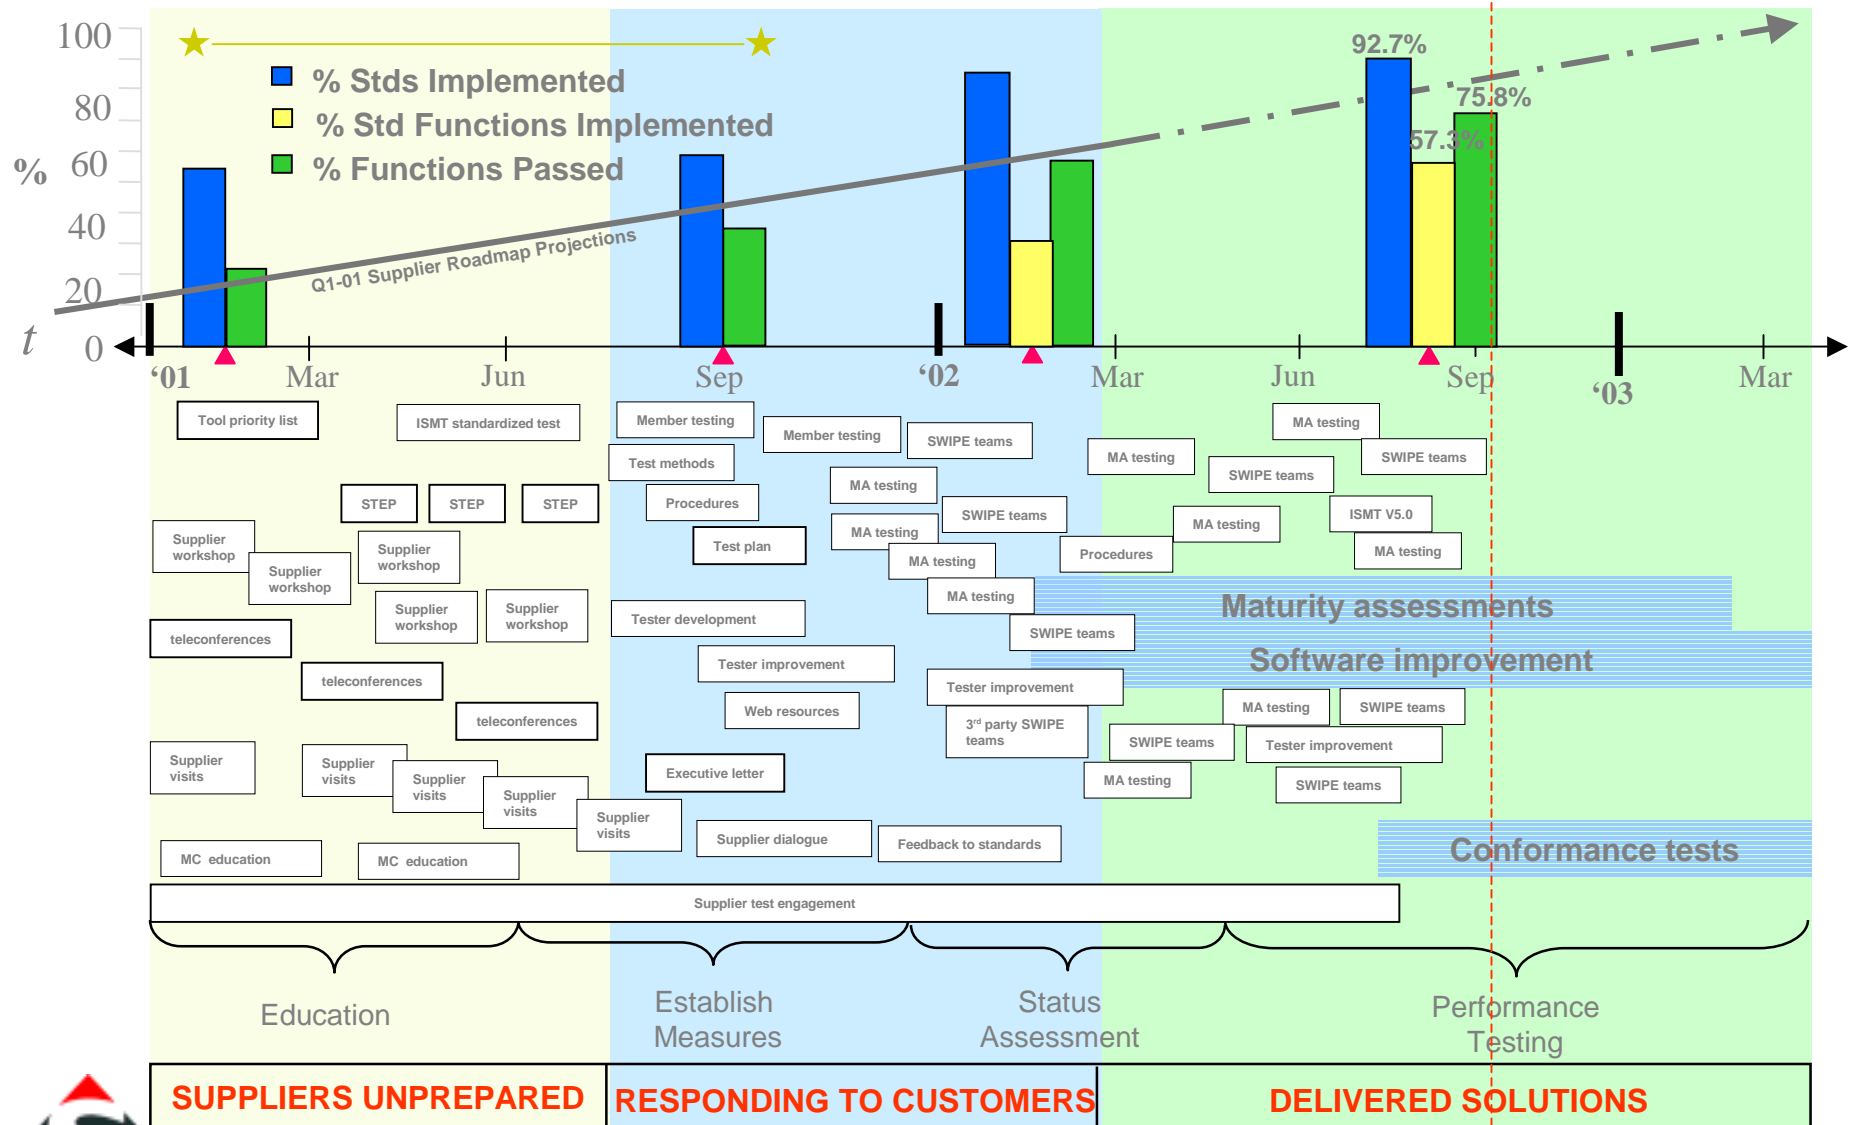 100
80
%
60
40
20
t
0
% Stds Implemented
% Std Functions Implemented
% Functions Passed
92.7%
75.8%
57.3%
Q1-01 Supplier Roadmap Projections
‘01
Mar
Jun
Sep
‘02
Mar
Jun
Sep
‘03
Mar
Tool priority list
ISMT standardized test
STEP
STEP
STEP
Supplier
workshop
Supplier
workshop
Supplier
workshop
Supplier
workshop
Supplier
workshop
teleconferences
teleconferences
teleconferences
Supplier
visits
Supplier
visits
Supplier
visits
Supplier
visits
Supplier
visits
MC education
MC education
Member testing
Member testing
SWIPE teams
Test methods
MA testing
Procedures
SWIPE teams
Test plan
MA testing
MA testing
MA testing
Tester development
SWIPE teams
Tester improvement
Tester improvement
Web resources
3rd party SWIPE
teams
Executive letter
Supplier dialogue
Feedback to standards
MA testing
MA testing
SWIPE teams
SWIPE teams
ISMT V5.0
MA testing
Procedures
MA testing
Maturity assessments
Software improvement
MA testing
SWIPE teams
SWIPE teams
Tester improvement
MA testing
SWIPE teams
Conformance tests
Supplier test engagement
Education
Establish
Measures
Status
Assessment
Performance
Testing
SUPPLIERS UNPREPARED
RESPONDING TO CUSTOMERS
DELIVERED SOLUTIONS